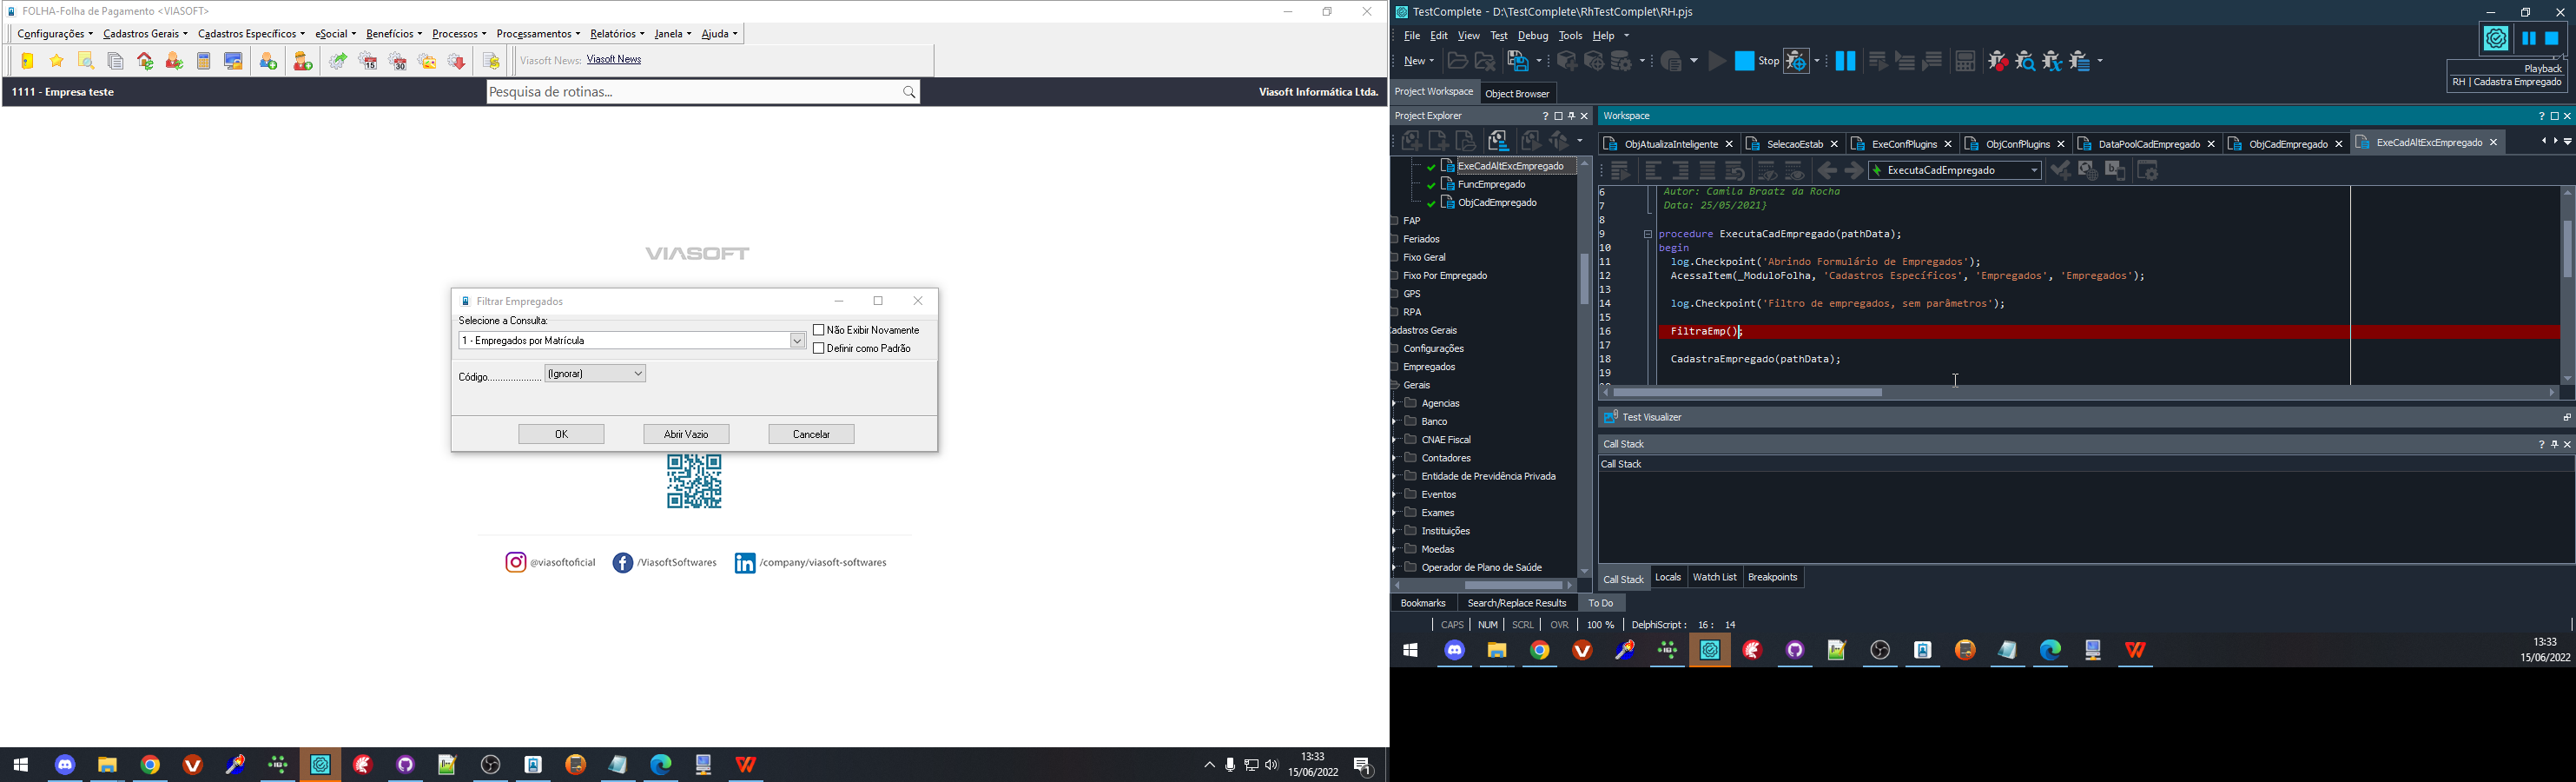 FOLHA-Folha de Pagamento <VIASOFT>
Configurações Cadastros Gerais Cadastros Específicos eSocial Benefícios Processos Processamentos Relatórios Janela Ajuda
Viasoft News: Viasoft News
1111 - Empresa teste
Pesquisa de rotinas...
Viasoft Informática Ltda.
VIASOFT
Filtrar Empregados
Selecione a Consulta:
1 - Empregados por Matrícula
Não Exibir Novamente
Definir como Padrão
Código.....................
(Ignorar)
OK
Abrir Vazio
Cancelar
@viasoftoficial
/ViasoftSoftwares
/company/viasoft-softwares
13:33
15/06/2022
TestComplete - D:\TestComplete\RhTestComplet\RH.pjs
File Edit View Test Debug Tools Help
New
Stop
Playback
RH | Cadastra Empregado
Project Workspace
Object Browser
Project Explorer
Workspace
ExeCadAltExcEmpregado
FuncEmpregado
ObjCadEmpregado
FAP
Feriados
Fixo Geral
Fixo Por Empregado
GPS
RPA
adastros Gerais
Configurações
Empregados
Gerais
Agencias
Banco
CNAE Fiscal
Contadores
Entidade de Previdência Privada
Eventos
Exames
Instituições
Moedas
Operador de Plano de Saúde
ObjAtualizaInteligente
SelecaoEstab
ExeConfPlugins
ObjConfPlugins
DataPoolCadEmpregado
ObjCadEmpregado
ExeCadAltExcEmpregado
ExecutaCadEmpregado
6 Autor: Camila Braatz da Rocha
7 Data: 25/05/2021}
8
9 procedure ExecutaCadEmpregado(pathData);
10 begin
11 log.Checkpoint('Abrindo Formulário de Empregados');
12 AcessaItem(_ModuloFolha, 'Cadastros Específicos', 'Empregados', 'Empregados');
13
14 log.Checkpoint('Filtro de empregados, sem parâmetros');
15
16 FiltraEmp();
17
18 CadastraEmpregado(pathData);
19
Test Visualizer
Call Stack
Call Stack
Call Stack
Locals
Watch List
Breakpoints
Bookmarks
Search/Replace Results
To Do
CAPS NUM SCRL OVR 100 % DelphiScript : 16 : 14
13:33
15/06/2022